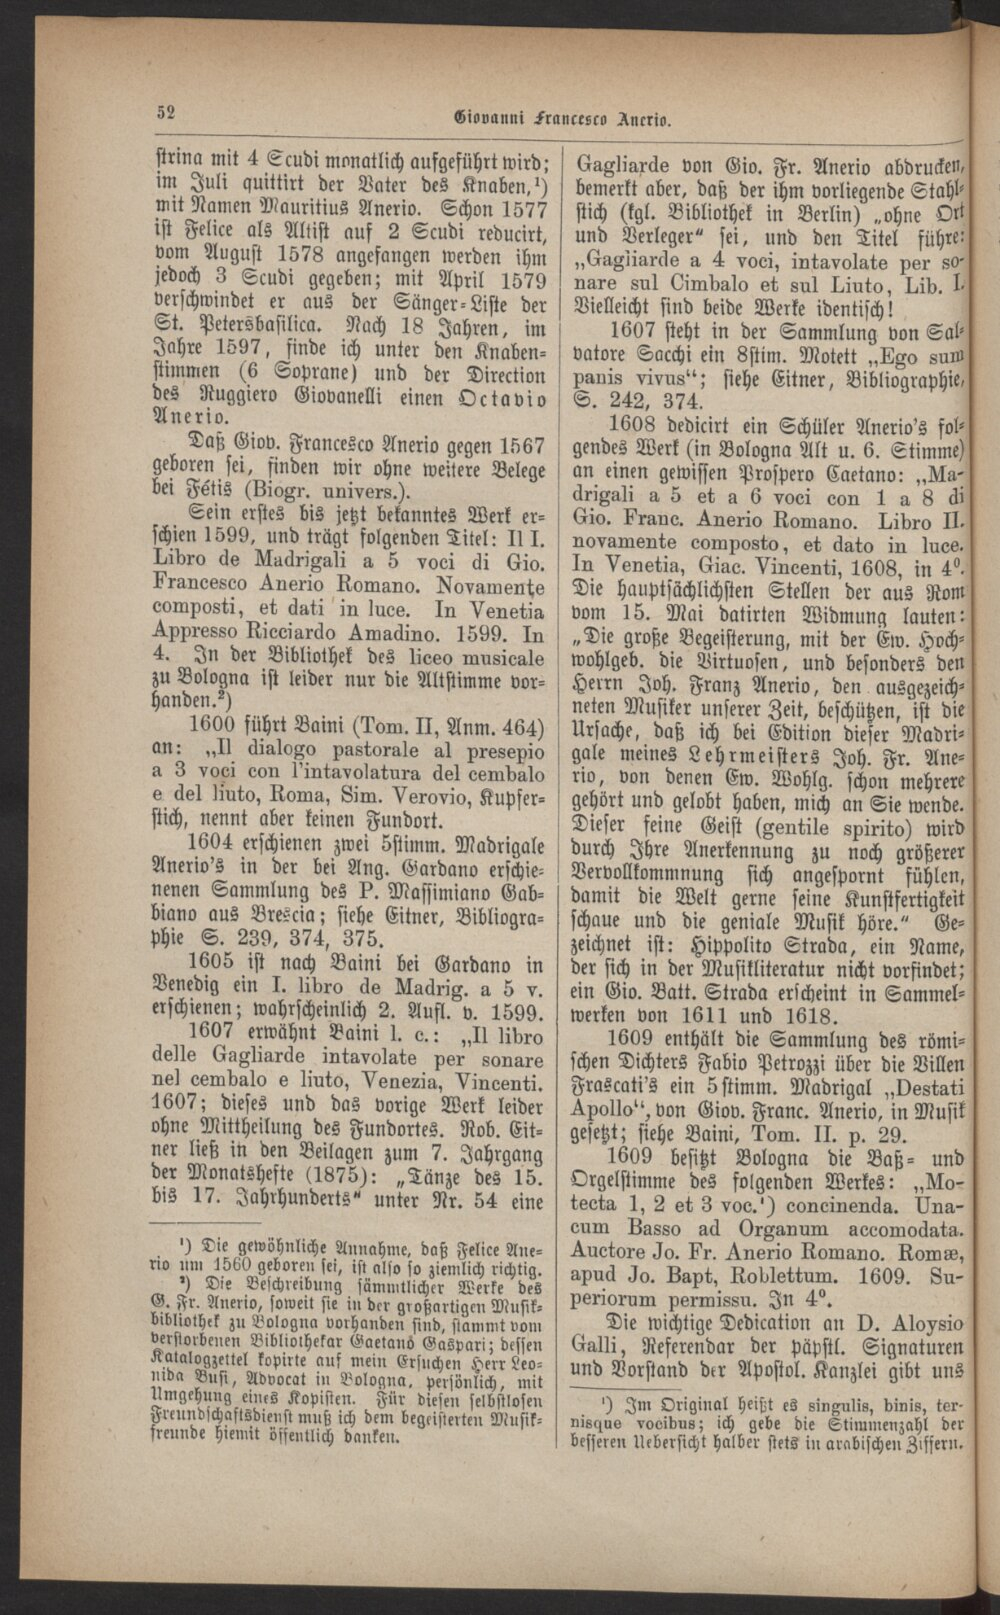 52
Giovanni Francesco Anerio.
strina mit 4 Scudi monatlich aufgeführt wird;
im Juli quittirt der Vater des Knaben,¹)
mit Namen Mauritius Anerio. Schon 1577
ist Felice als Altist auf 2 Scudi reducirt,
vom August 1578 angefangen werden ihm
jedoch 3 Scudi gegeben; mit April 1579
verschwindet er aus der Sänger-Liste der
St. Petersbasilica. Nach 18 Jahren, im
Jahre 1597, finde ich unter den Knaben-
stimmen (6 Soprane) und der Direction
des Ruggiero Giovanelli einen Octavio
Anerio.
Daß Giov. Francesco Anerio gegen 1567
geboren sei, finden wir ohne weitere Belege
bei Fétis (Biogr. univers.).
Sein erstes bis jetzt bekanntes Werk er-
schien 1599, und trägt folgenden Titel: Il I.
Libro de Madrigali a 5 voci di Gio.
Francesco Anerio Romano. Novamente
composti, et dati in luce. In Venetia
Appresso Ricciardo Amadino. 1599. In
4. In der Bibliothek des liceo musicale
zu Bologna ist leider nur die Altstimme vor-
handen.²)
1600 führt Baini (Tom. II, Anm. 464)
an: „Il dialogo pastorale al presepio
a 3 voci con l'intavolatura del cembalo
e del liuto, Roma, Sim. Verovio, Kupfer-
stich, nennt aber keinen Fundort.
1604 erschienen zwei 5stimm. Madrigale
Anerio's in der bei Ang. Gardano erschie-
nenen Sammlung des P. Massimiano Gab-
biano aus Brescia; siehe Eitner, Bibliogra-
phie S. 239, 374, 375.
1605 ist nach Baini bei Gardano in
Venedig ein I. libro de Madrig. a 5 v.
erschienen; wahrscheinlich 2. Aufl. v. 1599.
1607 erwähnt Baini l. c.: „Il libro
delle Gagliarde intavolate per sonare
nel cembalo e liuto, Venezia, Vincenti.
1607; dieses und das vorige Werk leider
ohne Mittheilung des Fundortes. Rob. Eit-
ner ließ in den Beilagen zum 7. Jahrgang
der Monatshefte (1875): „Tänze des 15.
bis 17. Jahrhunderts" unter Nr. 54 eine
¹) Die gewöhnliche Annahme, daß Felice Ane-
rio um 1560 geboren sei, ist also so ziemlich richtig.
²) Die Beschreibung sämmtlicher Werke des
G. Fr. Anerio, soweit sie in der großartigen Musik-
bibliothek zu Bologna vorhanden sind, stammt vom
verstorbenen Bibliothekar Gaetano Gaspari; dessen
Katalogzettel kopirte auf mein Ersuchen Herr Leo-
nida Busi, Advocat in Bologna, persönlich, mit
Umgehung eines Kopisten. Für diesen selbstlosen
Freundschaftsdienst muß ich dem begeisterten Musik-
freunde hiemit öffentlich danken.
Gagliarde von Gio. Fr. Anerio abdrucken,
bemerkt aber, daß der ihm vorliegende Stahl-
stich (kgl. Bibliothek in Berlin) „ohne Ort
und Verleger" sei, und den Titel führe:
„Gagliarde a 4 voci, intavolate per so-
nare sul Cimbalo et sul Liuto, Lib. I.
Vielleicht sind beide Werke identisch!
1607 steht in der Sammlung von Sal-
vatore Sacchi ein 8stim. Motett „Ego sum
panis vivus"; siehe Eitner, Bibliographie,
S. 242, 374.
1608 dedicirt ein Schüler Anerio's fol-
gendes Werk (in Bologna Alt u. 6. Stimme)
an einen gewissen Prospero Caetano: „Ma-
drigali a 5 et a 6 voci con 1 a 8 di
Gio. Franc. Anerio Romano. Libro II.
novamente composto, et dato in luce.
In Venetia, Giac. Vincenti, 1608, in 4⁰.
Die hauptsächlichsten Stellen der aus Rom
vom 15. Mai datirten Widmung lauten:
„Die große Begeisterung, mit der Ew. Hoch-
wohlgeb. die Virtuosen, und besonders den
Herrn Joh. Franz Anerio, den ausgezeich-
neten Musiker unserer Zeit, beschützen, ist die
Ursache, daß ich bei Edition dieser Madri-
gale meines Lehrmeisters Joh. Fr. Ane-
rio, von denen Ew. Wohlg. schon mehrere
gehört und gelobt haben, mich an Sie wende.
Dieser feine Geist (gentile spirito) wird
durch Ihre Anerkennung zu noch größerer
Vervollkommnung sich angespornt fühlen,
damit die Welt gerne seine Kunstfertigkeit
schaue und die geniale Musik höre." Ge-
zeichnet ist: Hippolito Strada, ein Name,
der sich in der Musikliteratur nicht vorfindet;
ein Gio. Batt. Strada erscheint in Sammel-
werken von 1611 und 1618.
1609 enthält die Sammlung des römi-
schen Dichters Fabio Petrozzi über die Villen
Frascati's ein 5stimm. Madrigal „Destati
Apollo", von Giov. Franc. Anerio, in Musik
gesetzt; siehe Baini, Tom. II. p. 29.
1609 besitzt Bologna die Baß- und
Orgelstimme des folgenden Werkes: „Mo-
tecta 1, 2 et 3 voc.¹) concinenda. Una-
cum Basso ad Organum accomodata.
Auctore Jo. Fr. Anerio Romano. Romæ,
apud Jo. Bapt, Roblettum. 1609. Su-
periorum permissu. In 4⁰.
Die wichtige Dedication an D. Aloysio
Galli, Referendar der päpstl. Signaturen
und Vorstand der Apostol. Kanzlei gibt uns
¹) Im Original heißt es singulis, binis, ter-
nisque vocibus; ich gebe die Stimmenzahl der
besseren Uebersicht halber stets in arabischen Ziffern.